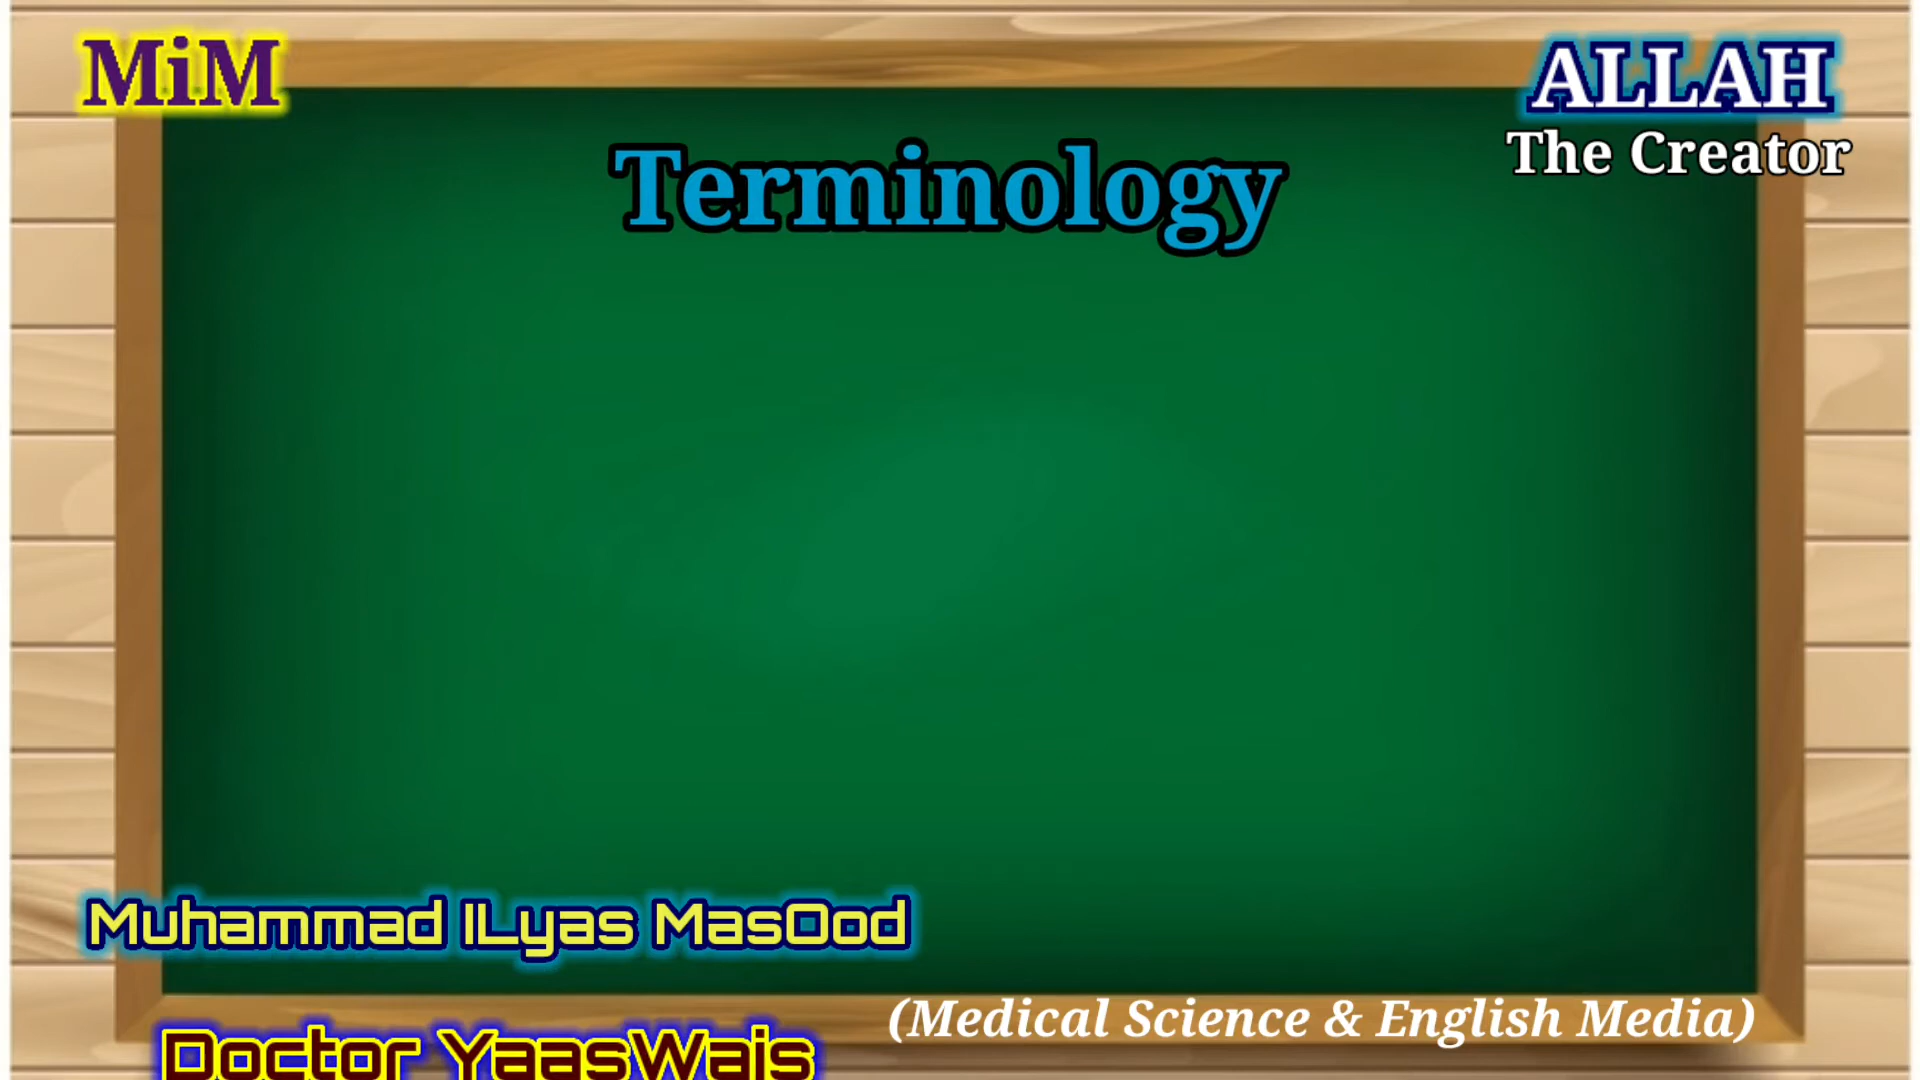 MiM
ALLAH
The Creator
Terminology
Muhammad ILyas MasOod
(Medical Science & English Media)
Doctor YaasWais